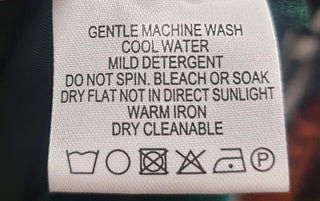 GENTLE MACHINE WASH
COOL WATER
MILD DETERGENT
DO NOT SPIN. BLEACH OR SOAK
DRY FLAT NOT IN DIRECT SUNLIGHT
WARM IRON
DRY CLEANABLE
P